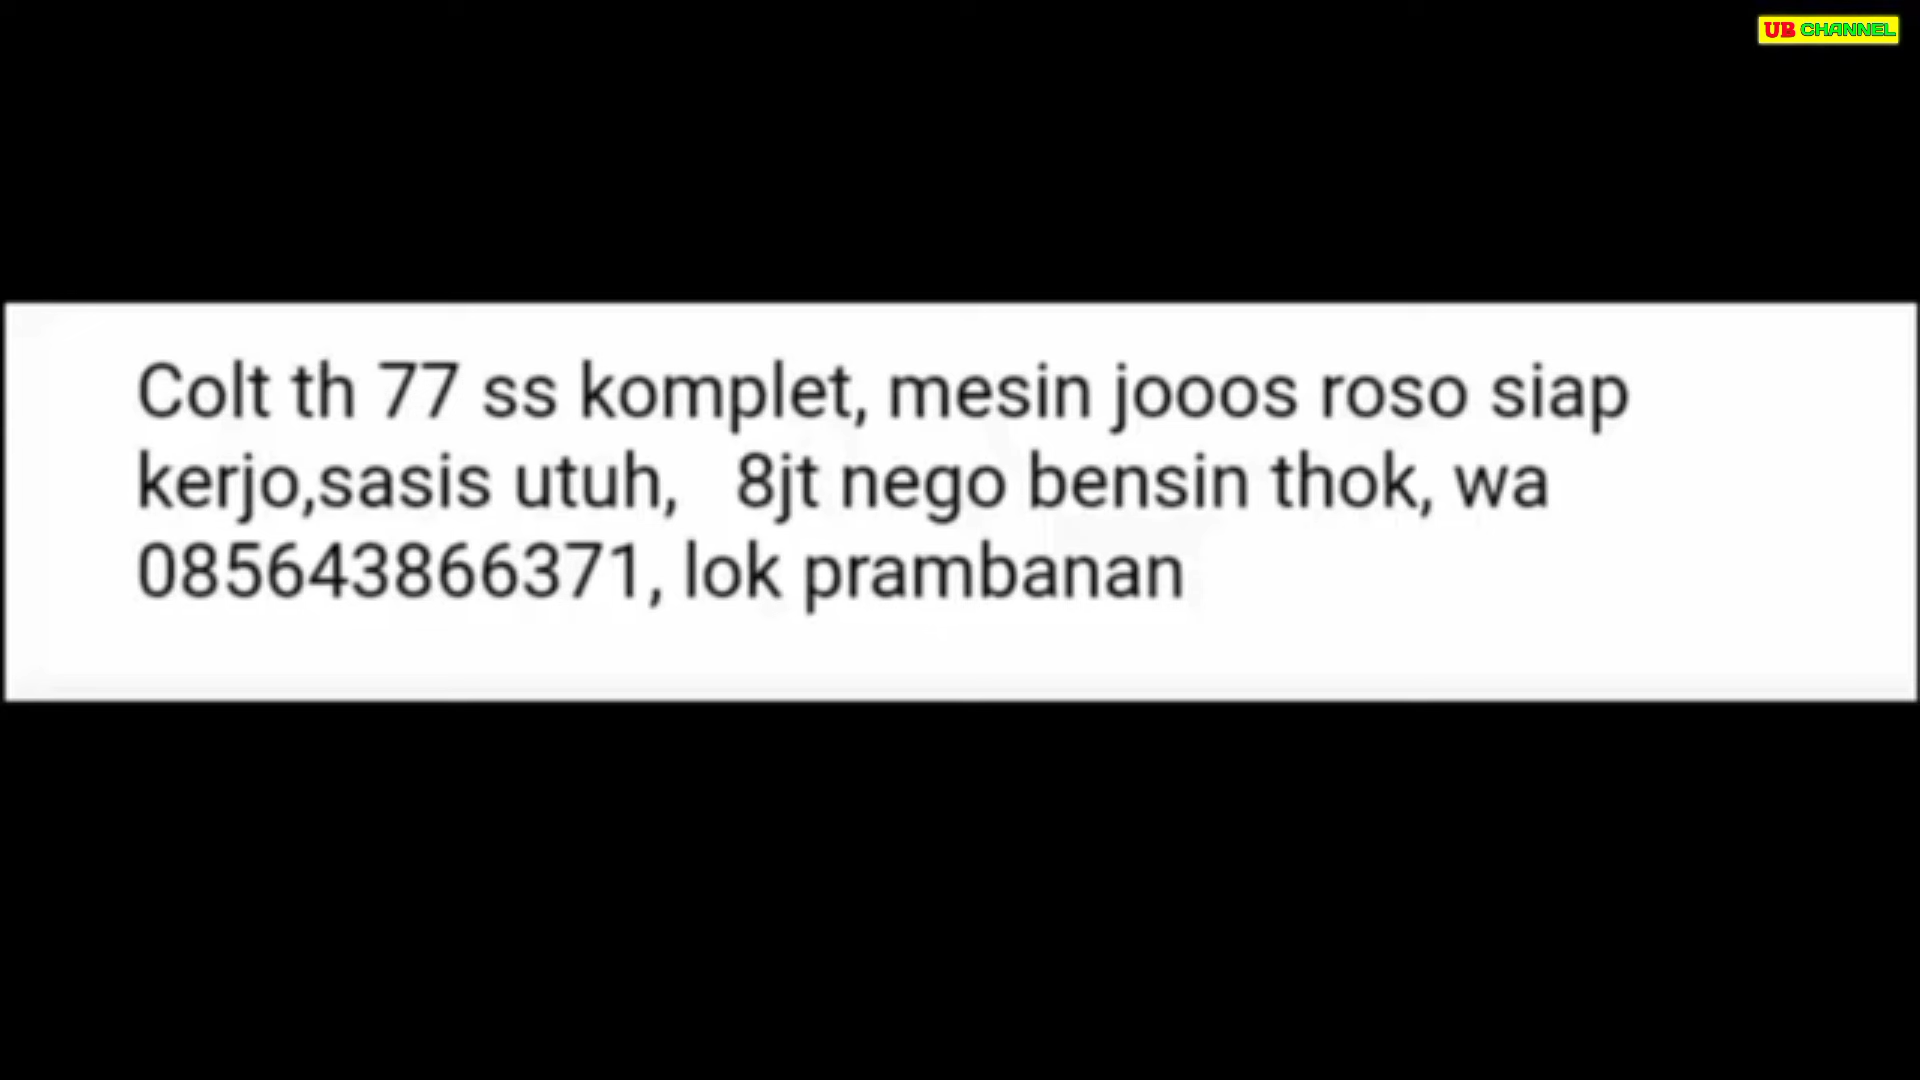 UB CHANNEL
Colt th 77 ss komplet, mesin jooos roso siap
kerjo,sasis utuh,   8jt nego bensin thok, wa
085643866371, lok prambanan